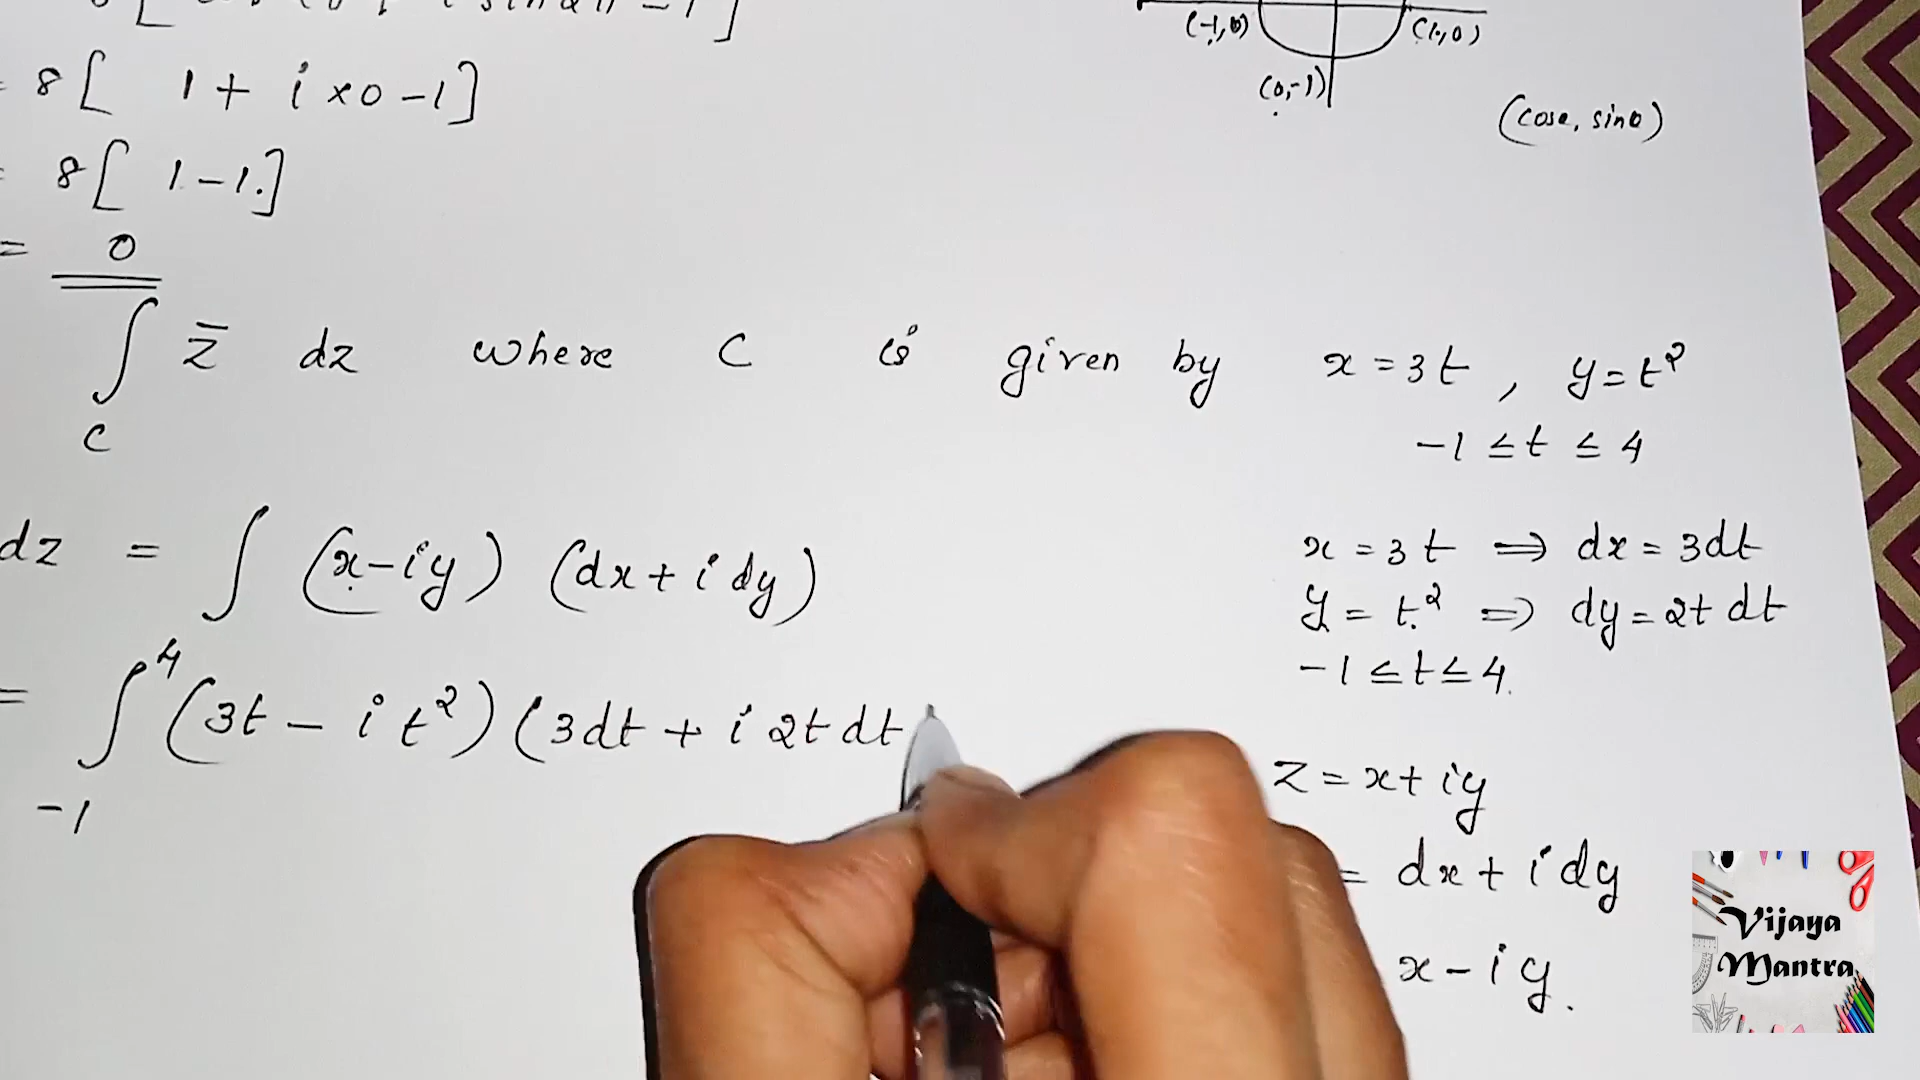 = 8[ 1 + i × 0 - 1]
= 8[ 1 - 1.]
= 0
∫_C z̄ dz where C is given by x = 3t , y = t²
-1 ≤ t ≤ 4
dz = ∫ (x - iy) (dx + i dy)
= ∫_{-1}^{4} (3t - i t²) (3dt + i 2t dt
(-1, 0) (1, 0)
(0, -1)
(cosθ, sinθ)
x = 3t ⟹ dx = 3dt
y = t² ⟹ dy = 2t dt
-1 ≤ t ≤ 4.
z = x + iy
= dx + i dy
x - iy.
Vijaya
Mantra